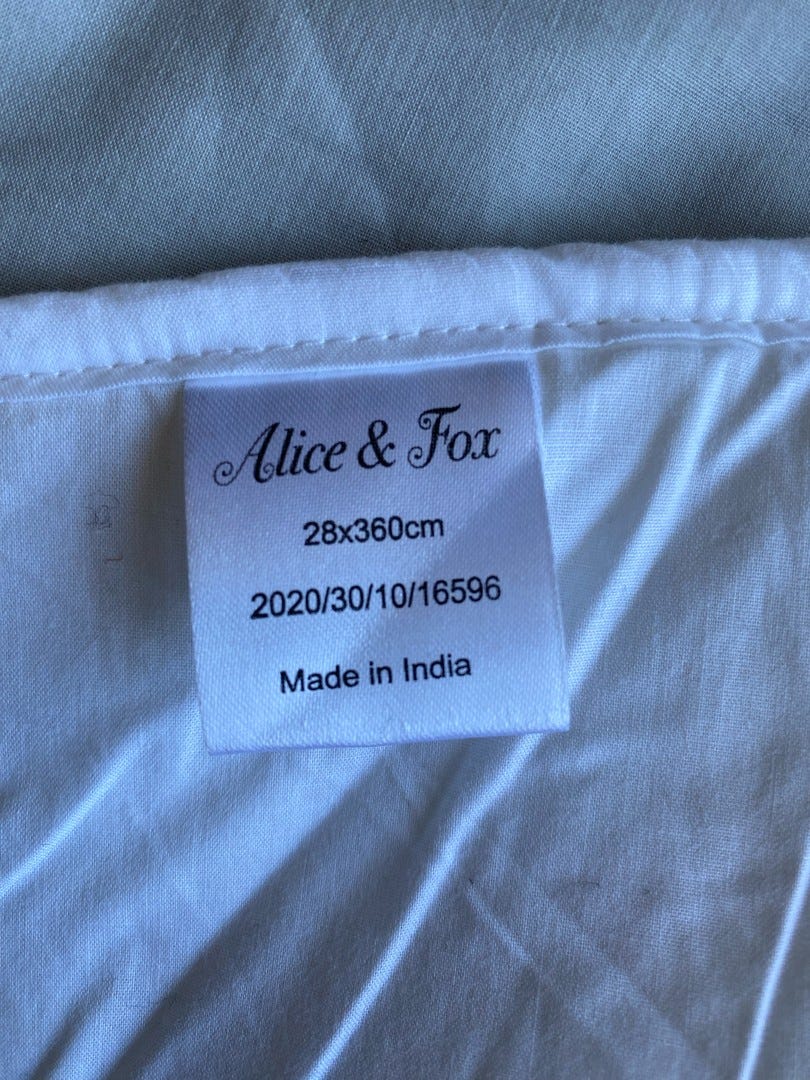 Alice & Fox
28x360cm
2020/30/10/16596
Made in India